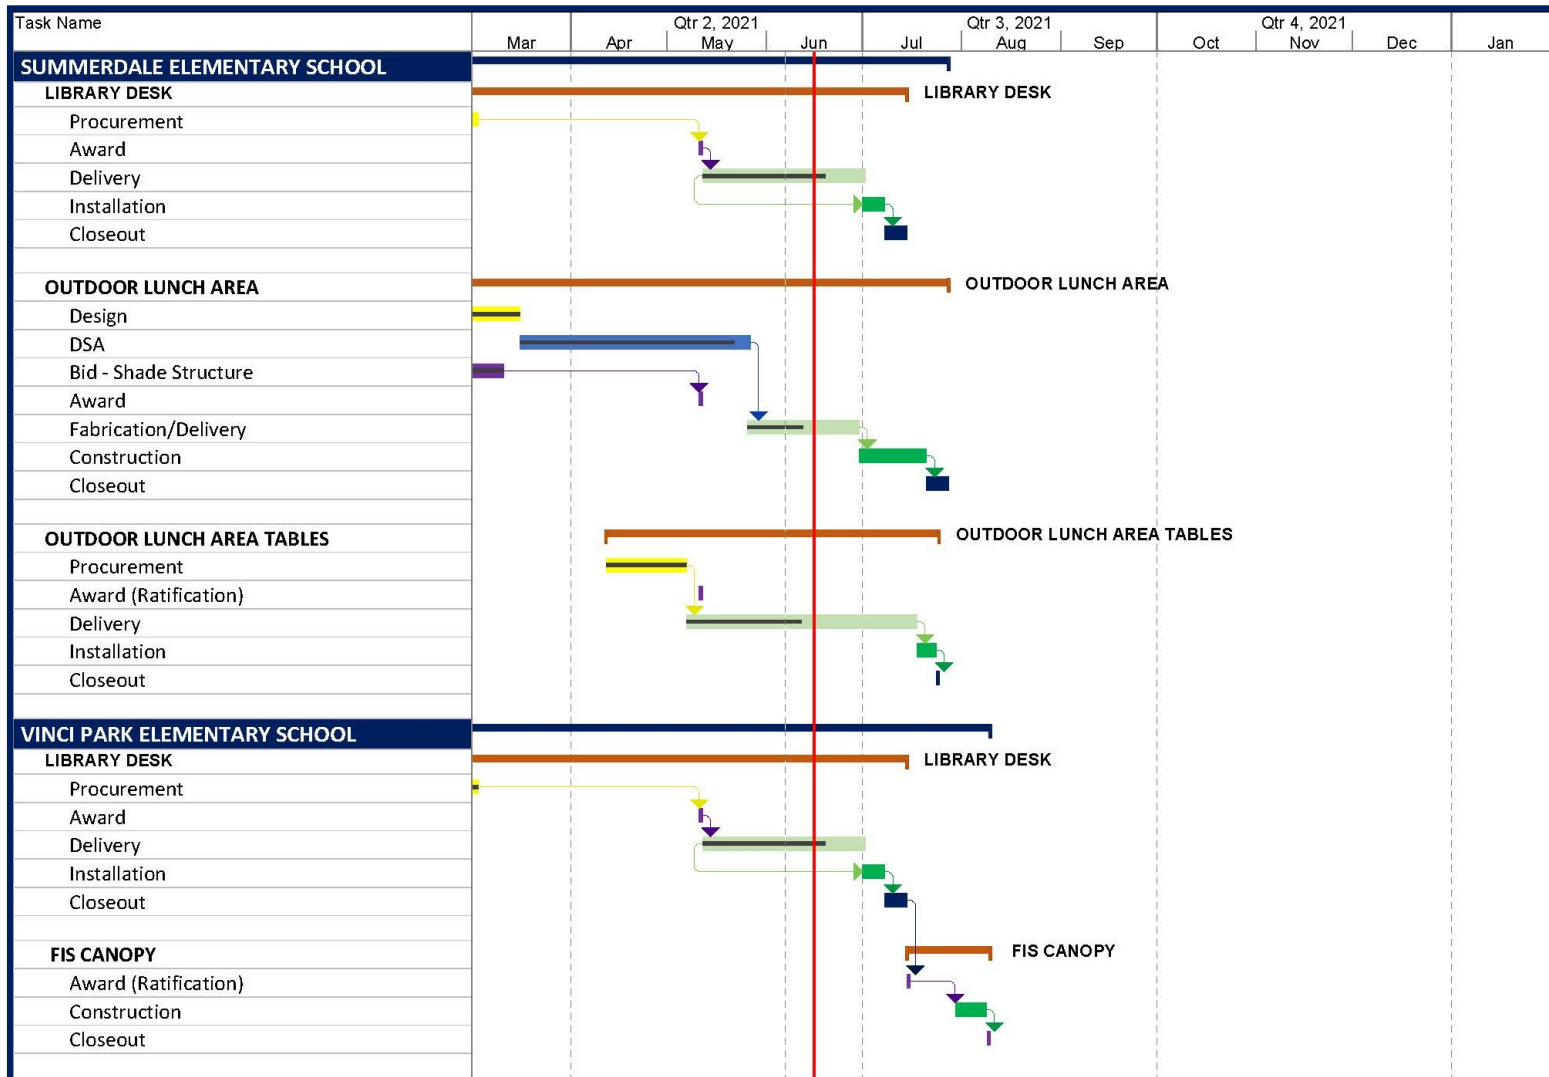 Task Name
Qtr 2, 2021 Qtr 3, 2021 Qtr 4, 2021
Mar Apr May Jun Jul Aug Sep Oct Nov Dec Jan
SUMMERDALE ELEMENTARY SCHOOL
LIBRARY DESK LIBRARY DESK
Procurement
Award
Delivery
Installation
Closeout
OUTDOOR LUNCH AREA OUTDOOR LUNCH AREA
Design
DSA
Bid - Shade Structure
Award
Fabrication/Delivery
Construction
Closeout
OUTDOOR LUNCH AREA TABLES OUTDOOR LUNCH AREA TABLES
Procurement
Award (Ratification)
Delivery
Installation
Closeout
VINCI PARK ELEMENTARY SCHOOL
LIBRARY DESK LIBRARY DESK
Procurement
Award
Delivery
Installation
Closeout
FIS CANOPY FIS CANOPY
Award (Ratification)
Construction
Closeout